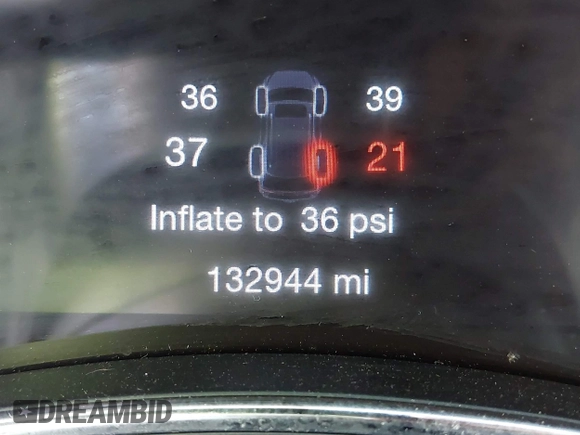 36 39
37 21
Inflate to 36 psi
132944 mi
DREAMBID